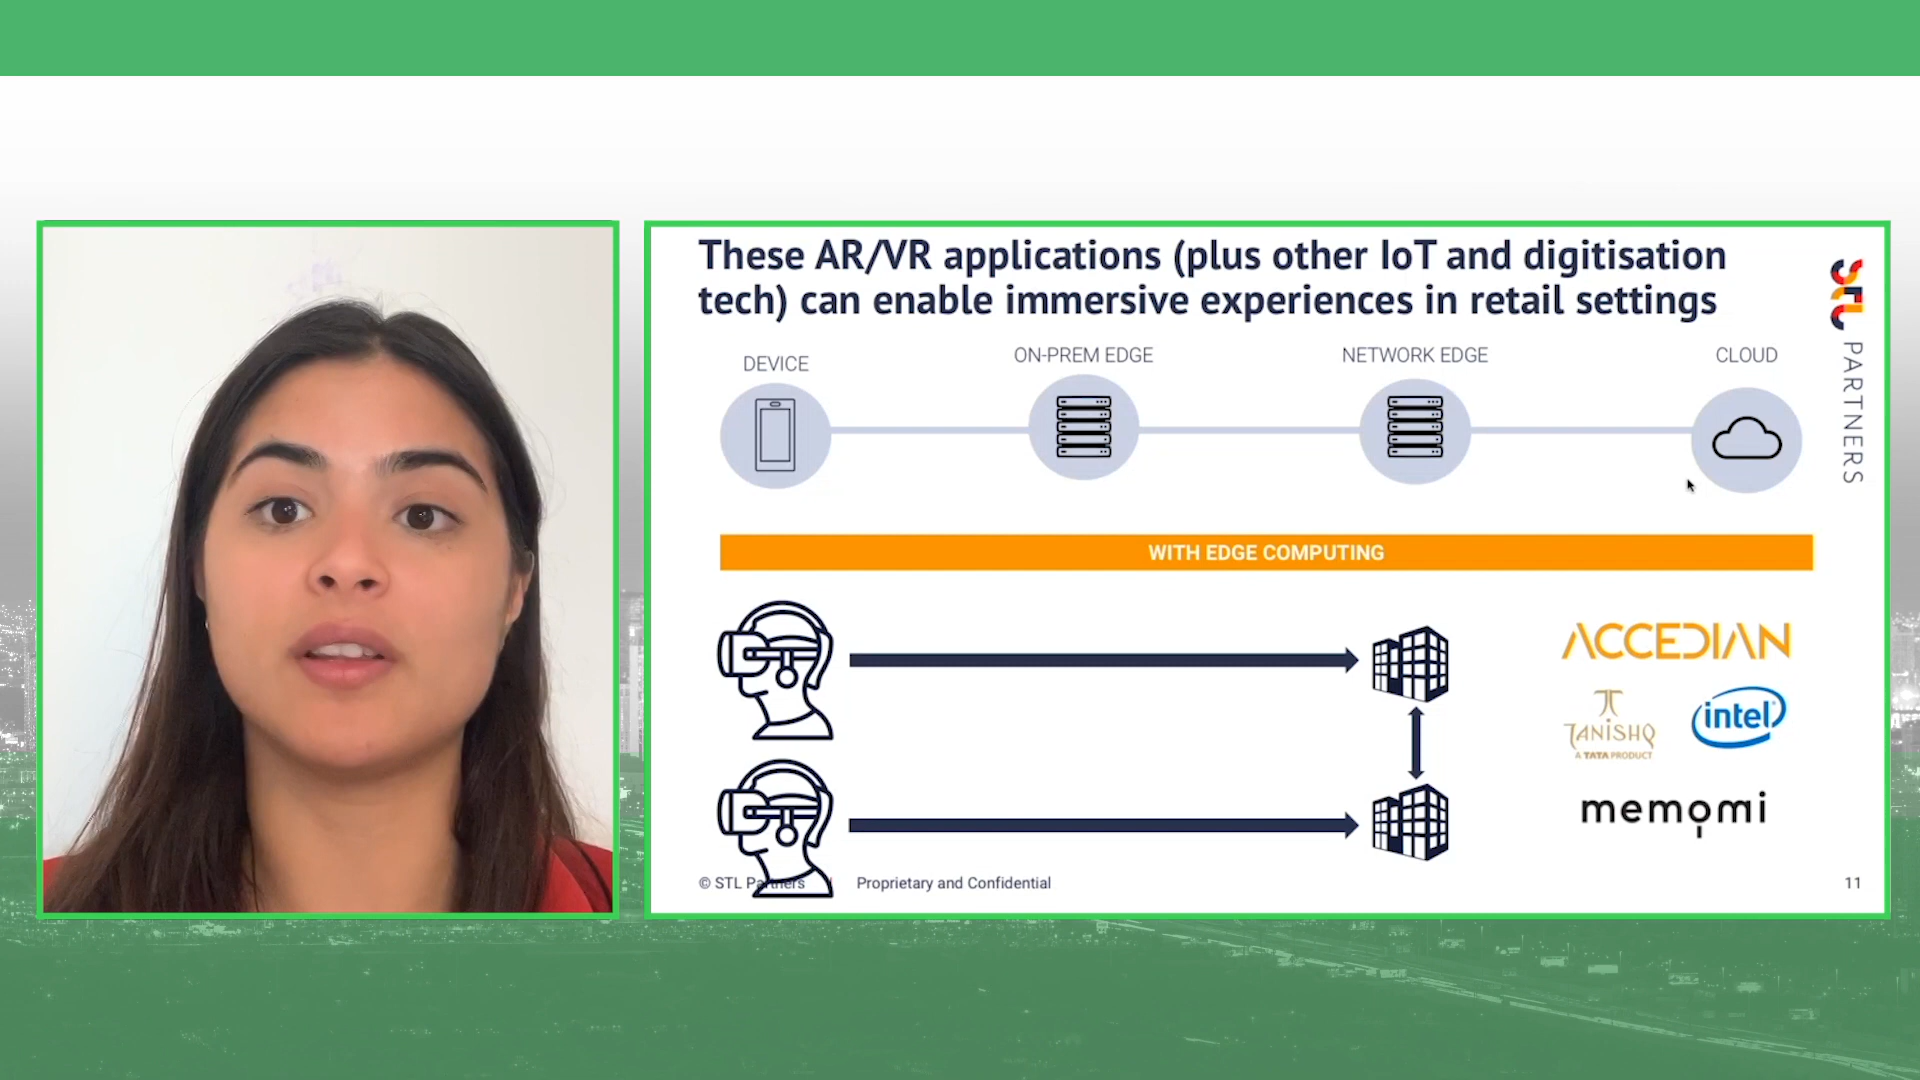 These AR/VR applications (plus other IoT and digitisation
tech) can enable immersive experiences in retail settings
STL PARTNERS
DEVICE
ON-PREM EDGE
NETWORK EDGE
CLOUD
WITH EDGE COMPUTING
ACCEDIAN
TANISHQ
A TATA PRODUCT
intel
memomi
© STL Partners
Proprietary and Confidential
11